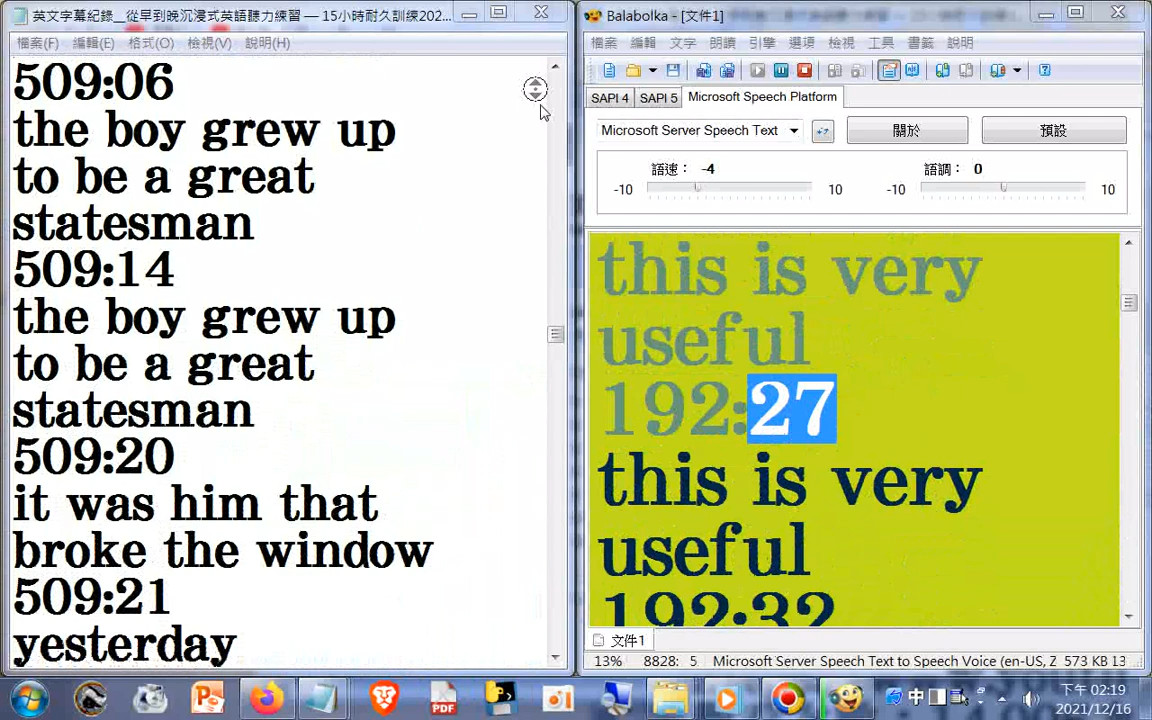 英文字幕紀錄__從早到晚沉浸式英語聽力練習 — 15小時耐久訓練202...
檔案(F) 編輯(E) 格式(O) 檢視(V) 說明(H)
509:06
the boy grew up
to be a great
statesman
509:14
the boy grew up
to be a great
statesman
509:20
it was him that
broke the window
509:21
yesterday
Balabolka - [文件1]
檔案 編輯 文字 朗讀 引擎 選項 檢視 工具 書籤 說明
SAPI 4 SAPI 5 Microsoft Speech Platform
Microsoft Server Speech Text 關於 預設
語速： -4 語調： 0
-10 10 -10 10
this is very
useful
192:27
this is very
useful
192:32
文件1
13% 8828: 5 Microsoft Server Speech Text to Speech Voice (en-US, Z 573 KB 13
PDF
中
下午 02:19
2021/12/16